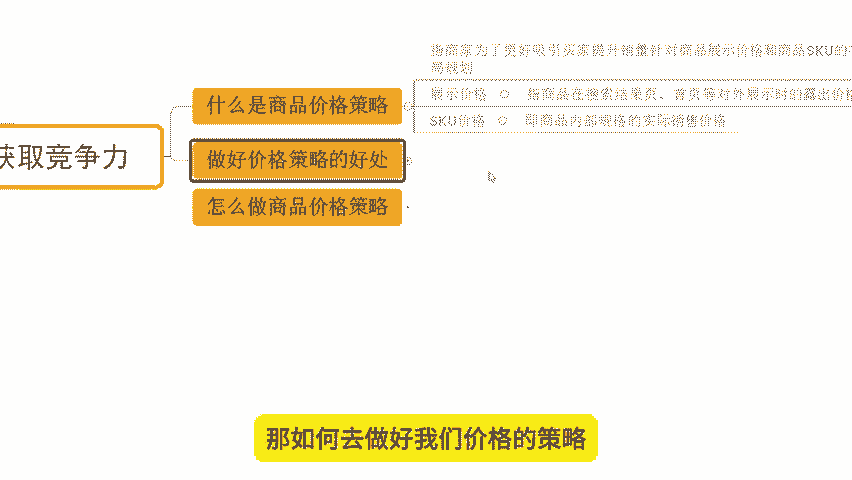 指商家为了更好吸引买家提升销量针对商品展示价格和商品SKU的
局规划
什么是商品价格策略
展示价格
指商品在搜索结果页、首页等对外展示时的露出价格
SKU价格
即商品内部规格的实际销售价格
获取竞争力
做好价格策略的好处
怎么做商品价格策略
那如何去做好我们价格的策略